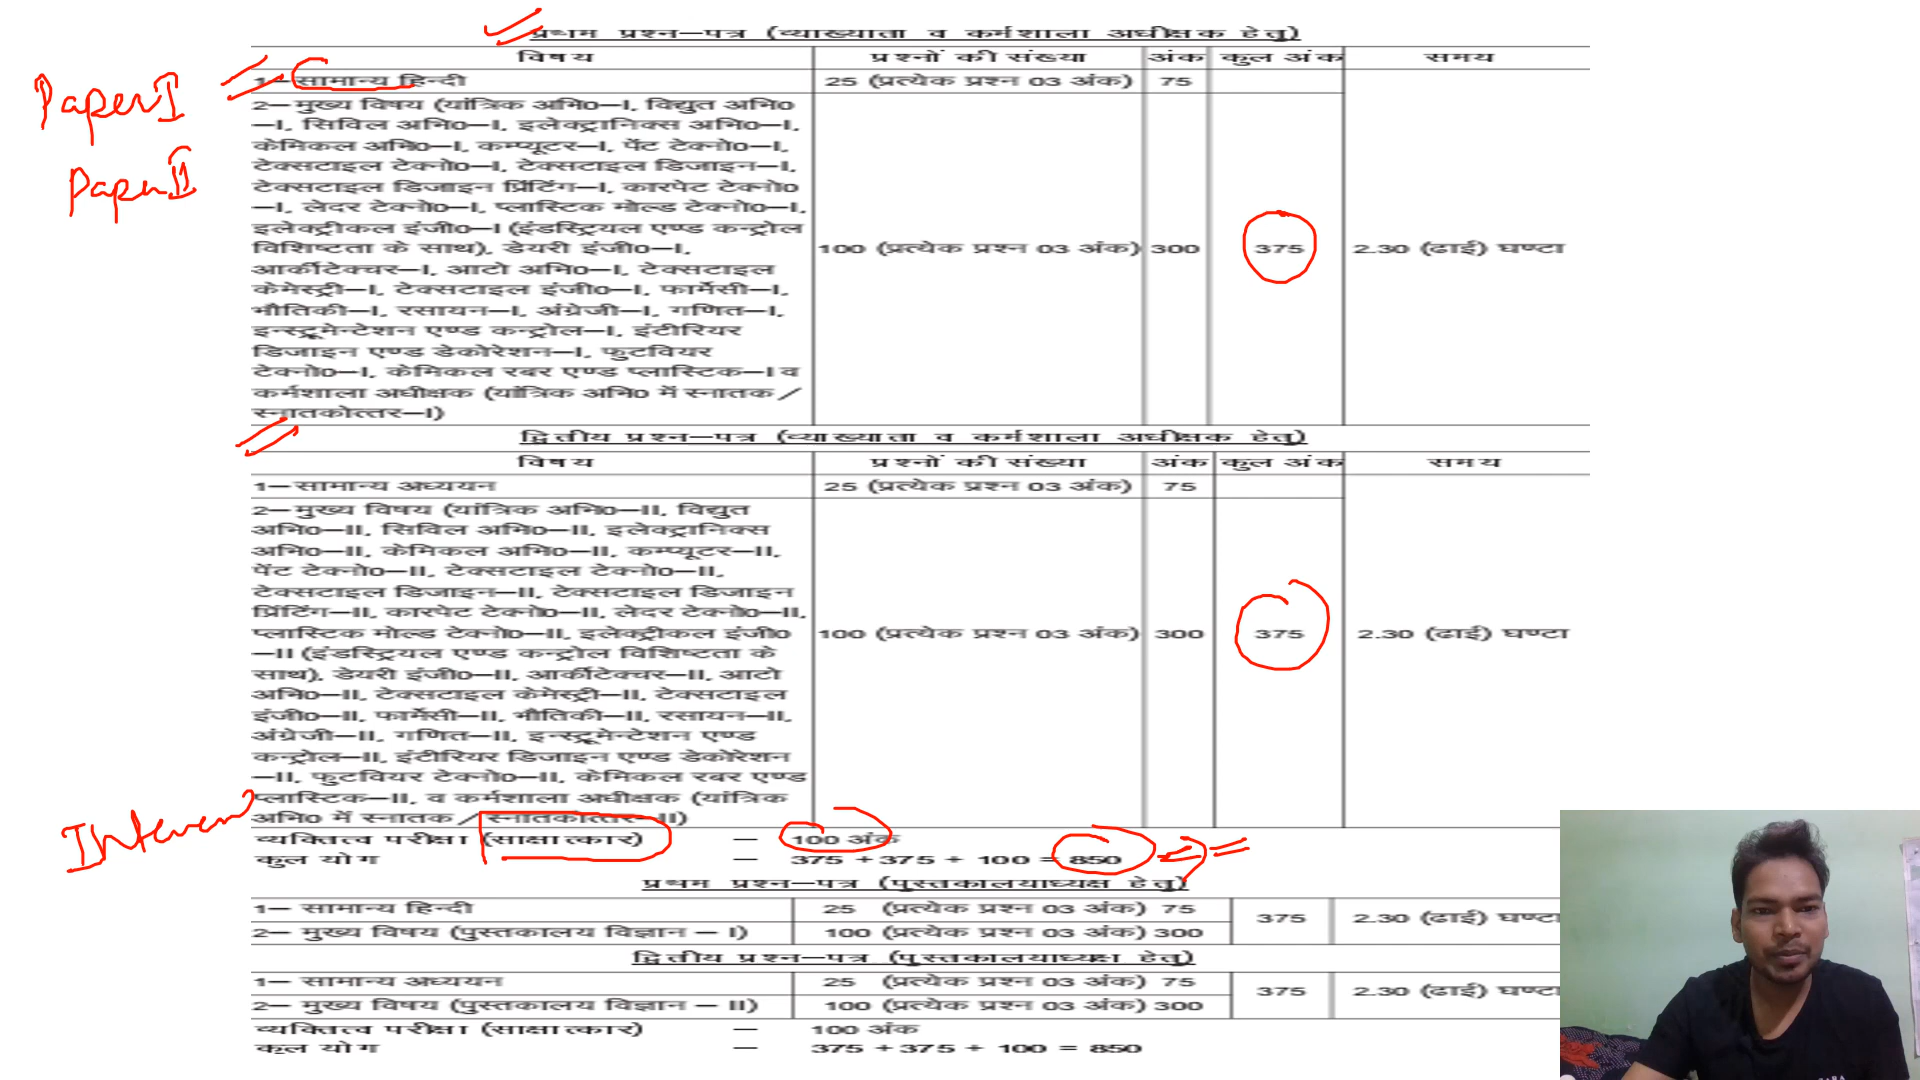 प्रथम प्रश्न–पत्र (व्याख्याता व कर्मशाला अधीक्षक हेतु)
विषय प्रश्नों की संख्या अंक कुल अंक समय
1– सामान्य हिन्दी 25 (प्रत्येक प्रश्न 03 अंक) 75
Paper I
2– मुख्य विषय (यांत्रिक अभि0–I, विद्युत अभि0
–I, सिविल अभि0–I, इलेक्ट्रानिक्स अभि0–I,
केमिकल अभि0–I, कम्प्यूटर–I, पेंट टेक्नो0–I,
टेक्सटाइल टेक्नो0–I, टेक्सटाइल डिजाइन–I,
Paper II
टेक्सटाइल डिजाइन प्रिंटिंग–I, कारपेट टेक्नो0
–I, लेदर टेक्नो0–I, प्लास्टिक मोल्ड टेक्नो0–I,
इलेक्ट्रीकल इंजी0–I (इंडस्ट्रियल एण्ड कन्ट्रोल
विशिष्टता के साथ), डेयरी इंजी0–I,
100 (प्रत्येक प्रश्न 03 अंक) 300 375 2.30 (ढाई) घण्टा
आर्कीटेक्चर–I, आटो अभि0–I, टेक्सटाइल
केमेस्ट्री–I, टेक्सटाइल इंजी0–I, फार्मेसी–I,
भौतिकी–I, रसायन–I, अंग्रेजी–I, गणित–I,
इन्स्ट्रूमेन्टेशन एण्ड कन्ट्रोल–I, इंटीरियर
डिजाइन एण्ड डेकोरेशन–I, फुटवियर
टेक्नो0–I, केमिकल रबर एण्ड प्लास्टिक–I व
कर्मशाला अधीक्षक (यांत्रिक अभि0 में स्नातक/
स्नातकोत्तर–I)
द्वितीय प्रश्न–पत्र (व्याख्याता व कर्मशाला अधीक्षक हेतु)
विषय प्रश्नों की संख्या अंक कुल अंक समय
1– सामान्य अध्ययन 25 (प्रत्येक प्रश्न 03 अंक) 75
2– मुख्य विषय (यांत्रिक अभि0–II, विद्युत
अभि0–II, सिविल अभि0–II, इलेक्ट्रानिक्स
अभि0–II, केमिकल अभि0–II, कम्प्यूटर–II,
पेंट टेक्नो0–II, टेक्सटाइल टेक्नो0–II,
टेक्सटाइल डिजाइन–II, टेक्सटाइल डिजाइन
प्रिंटिंग–II, कारपेट टेक्नो0–II, लेदर टेक्नो0–II,
प्लास्टिक मोल्ड टेक्नो0–II, इलेक्ट्रीकल इंजी0
100 (प्रत्येक प्रश्न 03 अंक) 300 375 2.30 (ढाई) घण्टा
–II (इंडस्ट्रियल एण्ड कन्ट्रोल विशिष्टता के
साथ), डेयरी इंजी0–II, आर्कीटेक्चर–II, आटो
अभि0–II, टेक्सटाइल केमेस्ट्री–II, टेक्सटाइल
इंजी0–II, फार्मेसी–II, भौतिकी–II, रसायन–II,
अंग्रेजी–II, गणित–II, इन्स्ट्रूमेन्टेशन एण्ड
कन्ट्रोल–II, इंटीरियर डिजाइन एण्ड डेकोरेशन
–II, फुटवियर टेक्नो0–II, केमिकल रबर एण्ड
प्लास्टिक–II, व कर्मशाला अधीक्षक (यांत्रिक
अभि0 में स्नातक/स्नातकोत्तर–II)
व्यक्तित्व परीक्षा (साक्षात्कार) – 100 अंक
कुल योग – 375 +375 + 100 = 850
प्रथम प्रश्न–पत्र (पुस्तकालयाध्यक्ष हेतु)
1– सामान्य हिन्दी 25 (प्रत्येक प्रश्न 03 अंक) 75
375 2.30 (ढाई) घण्टा
2– मुख्य विषय (पुस्तकालय विज्ञान – I) 100 (प्रत्येक प्रश्न 03 अंक) 300
द्वितीय प्रश्न–पत्र (पुस्तकालयाध्यक्ष हेतु)
1– सामान्य अध्ययन 25 (प्रत्येक प्रश्न 03 अंक) 75
375 2.30 (ढाई) घण्टा
2– मुख्य विषय (पुस्तकालय विज्ञान – II) 100 (प्रत्येक प्रश्न 03 अंक) 300
व्यक्तित्व परीक्षा (साक्षात्कार) – 100 अंक
कुल योग – 375 +375 + 100 = 850